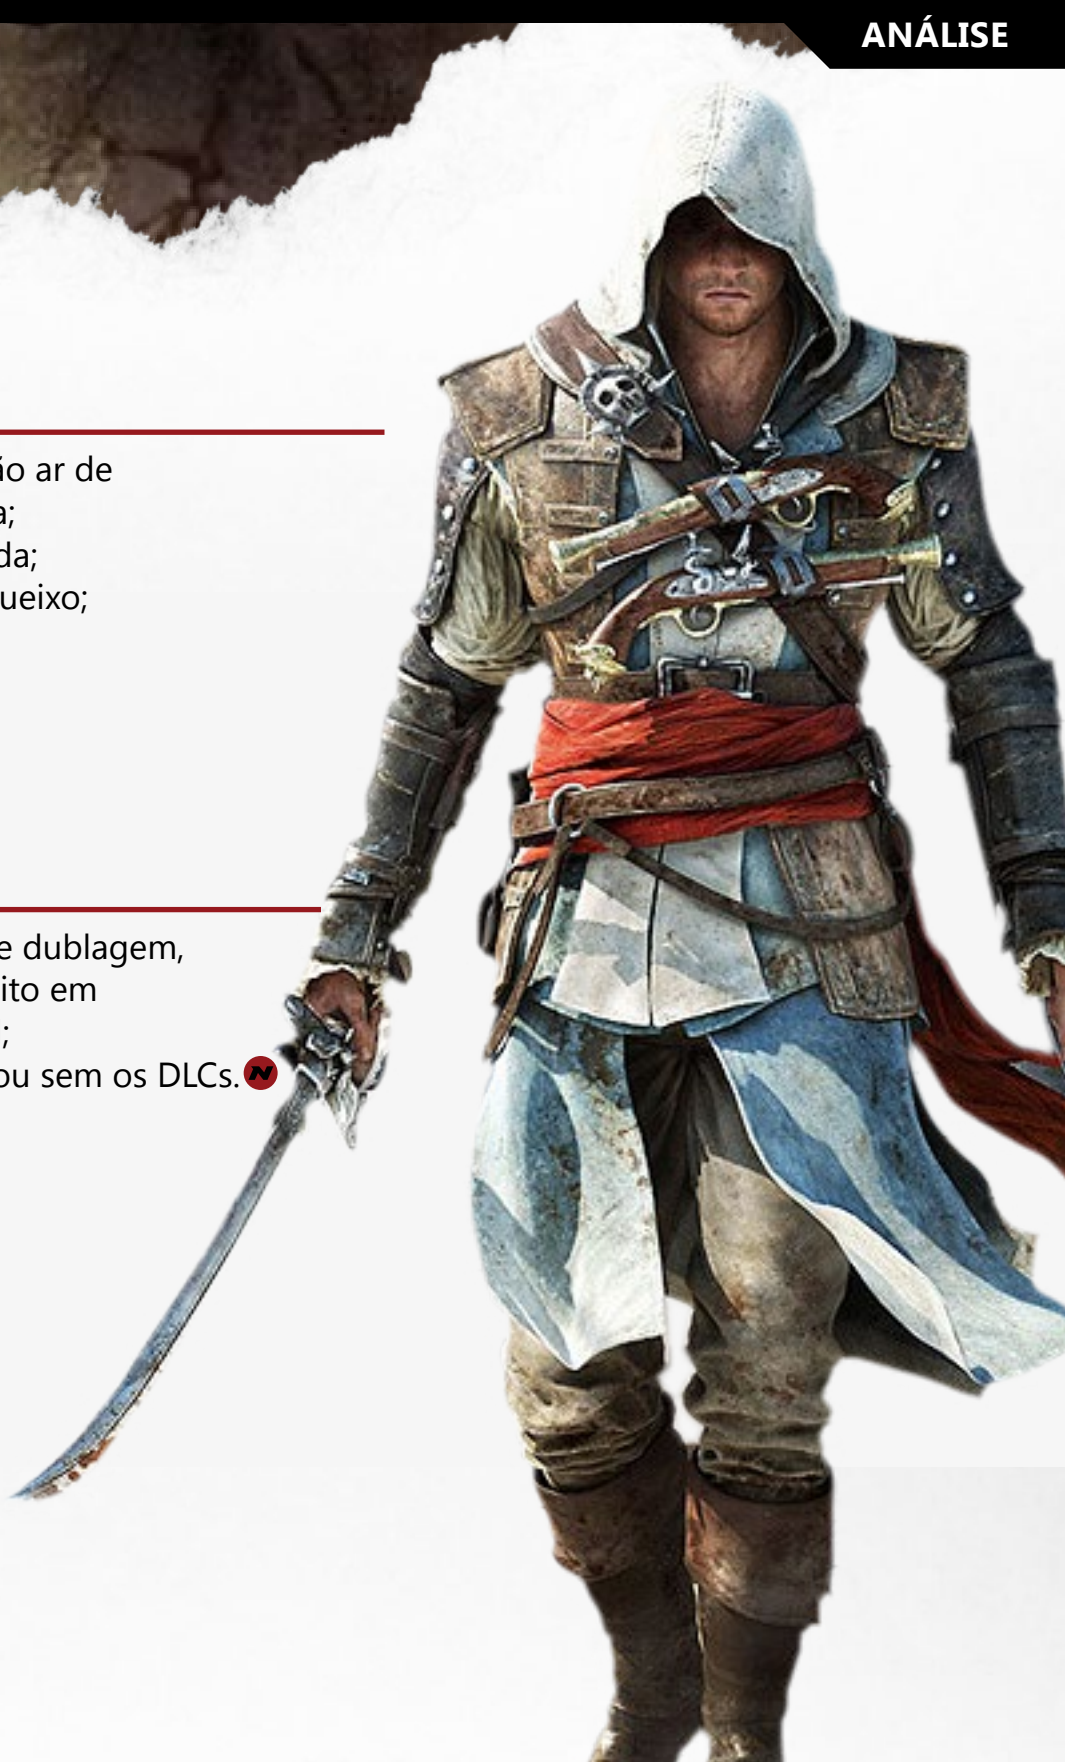 ANÁLISE
ão ar de
a;
da;
ueixo;
e dublagem,
ito em
;
ou sem os DLCs.